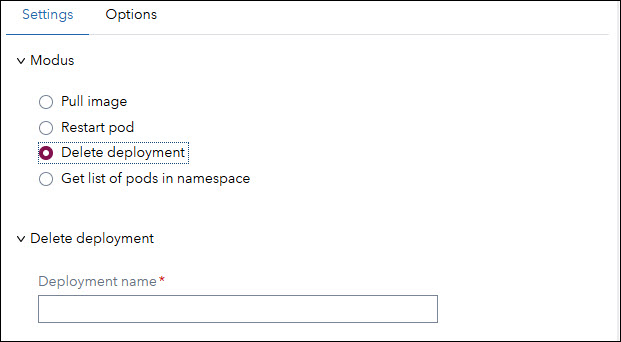 Settings Options
Modus
Pull image
Restart pod
Delete deployment
Get list of pods in namespace
Delete deployment
Deployment name*